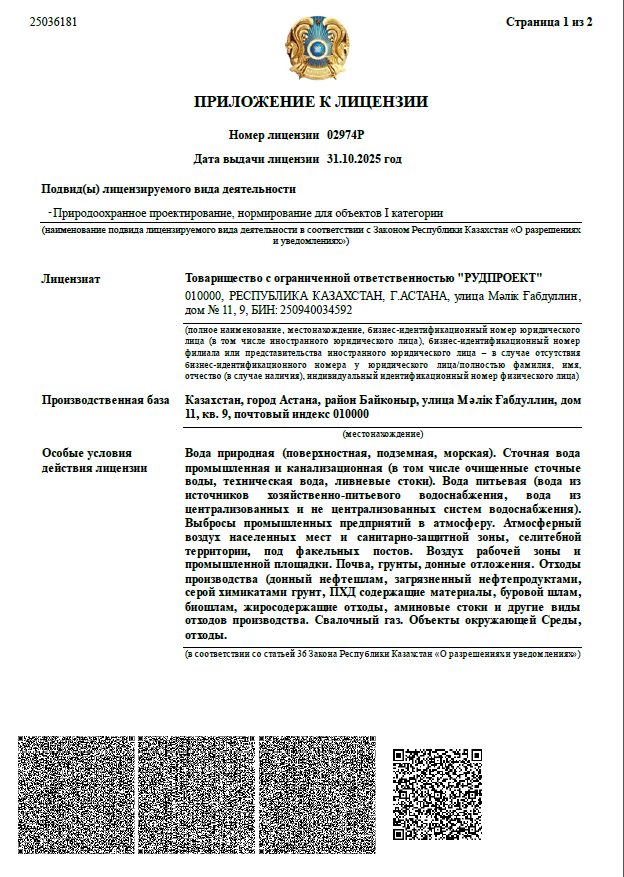 25036181
Страница 1 из 2
ПРИЛОЖЕНИЕ К ЛИЦЕНЗИИ
Номер лицензии 02974P
Дата выдачи лицензии 31.10.2025 год
Подвид(ы) лицензируемого вида деятельности
-Природоохранное проектирование, нормирование для объектов I категории
(наименование подвида лицензируемого вида деятельности в соответствии с Законом Республики Казахстан «О разрешениях
и уведомлениях»)
Лицензиат
Товарищество с ограниченной ответственностью "РУДПРОЕКТ"
010000, РЕСПУБЛИКА КАЗАХСТАН, Г.АСТАНА, улица Мәлік Ғабдуллин,
дом № 11, 9, БИН: 250940034592
(полное наименование, местонахождение, бизнес-идентификационный номер юридического
лица (в том числе иностранного юридического лица), бизнес-идентификационный номер
филиала или представительства иностранного юридического лица – в случае отсутствия
бизнес-идентификационного номера у юридического лица/полностью фамилия, имя,
отчество (в случае наличия), индивидуальный идентификационный номер физического лица)
Производственная база
Казахстан, город Астана, район Байконыр, улица Мәлік Ғабдуллин, дом
11, кв. 9, почтовый индекс 010000
(местонахождение)
Особые условия
действия лицензии
Вода природная (поверхностная, подземная, морская). Сточная вода
промышленная и канализационная (в том числе очищенные сточные
воды, техническая вода, ливневые стоки). Вода питьевая (вода из
источников хозяйственно-питьевого водоснабжения, вода из
централизованных и не централизованных систем водоснабжения).
Выбросы промышленных предприятий в атмосферу. Атмосферный
воздух населенных мест и санитарно-защитной зоны, селитебной
территории, под факельных постов. Воздух рабочей зоны и
промышленной площадки. Почва, грунты, донные отложения. Отходы
производства (донный нефтешлам, загрязненный нефтепродуктами,
серой химикатами грунт, ПХД содержащие материалы, буровой шлам,
биошлам, жиросодержащие отходы, аминовые стоки и другие виды
отходов производства. Свалочный газ. Объекты окружающей Среды,
отходы.
(в соответствии со статьей 36 Закона Республики Казахстан «О разрешениях и уведомлениях»)